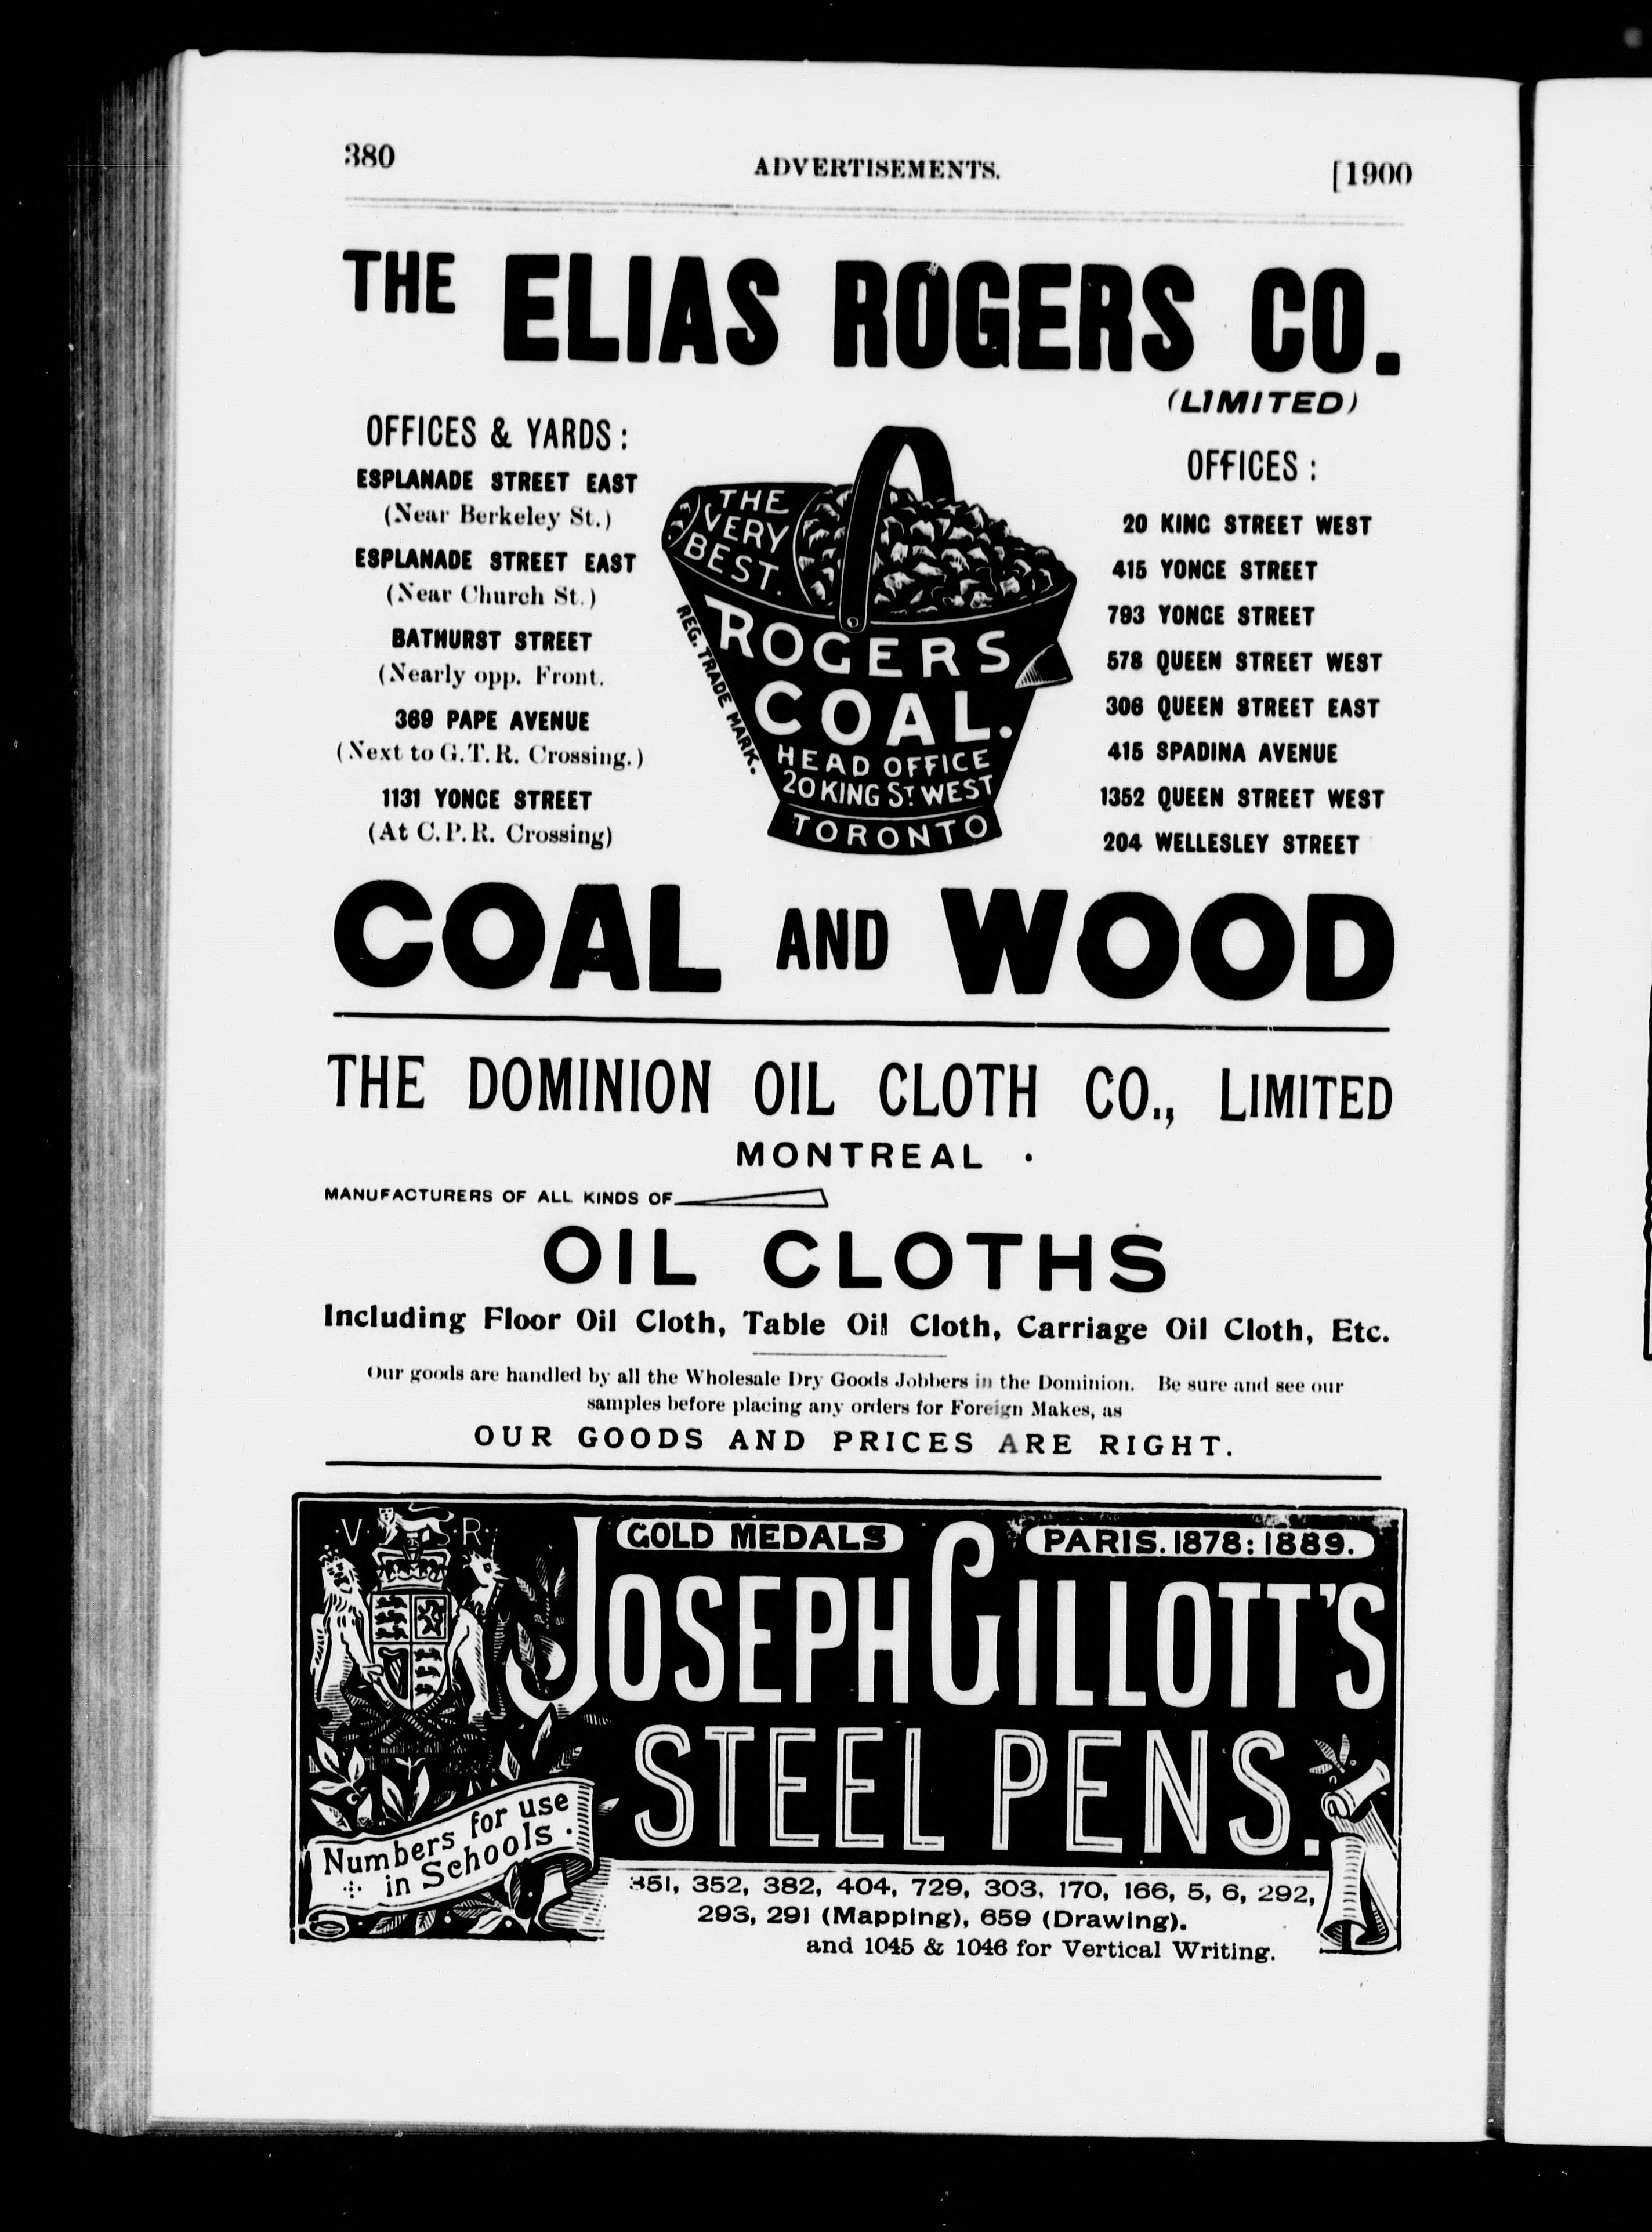 380
ADVERTISEMENTS.
[1900
THE ELIAS ROGERS CO.
(LIMITED)
OFFICES & YARDS :
ESPLANADE STREET EAST
(Near Berkeley St.)
ESPLANADE STREET EAST
(Near Church St.)
BATHURST STREET
(Nearly opp. Front.
369 PAPE AVENUE
(Next to G.T.R. Crossing.)
1131 YONGE STREET
(At C.P.R. Crossing)
THE
VERY
BEST.
ROGERS
COAL.
HEAD OFFICE
20 KING ST. WEST
TORONTO
REG. TRADE MARK.
OFFICES :
20 KING STREET WEST
415 YONGE STREET
793 YONGE STREET
578 QUEEN STREET WEST
306 QUEEN STREET EAST
415 SPADINA AVENUE
1352 QUEEN STREET WEST
204 WELLESLEY STREET
COAL AND WOOD
THE DOMINION OIL CLOTH CO., LIMITED
MONTREAL
MANUFACTURERS OF ALL KINDS OF
OIL CLOTHS
Including Floor Oil Cloth, Table Oil Cloth, Carriage Oil Cloth, Etc.
Our goods are handled by all the Wholesale Dry Goods Jobbers in the Dominion. Be sure and see our
samples before placing any orders for Foreign Makes, as
OUR GOODS AND PRICES ARE RIGHT.
·V· ·R·
GOLD MEDALS PARIS. 1878: 1889.
JOSEPH GILLOTT'S
STEEL PENS.
Numbers for use
in Schools.
351, 352, 382, 404, 729, 303, 170, 166, 5, 6, 292,
293, 291 (Mapping), 659 (Drawing).
and 1045 & 1046 for Vertical Writing.